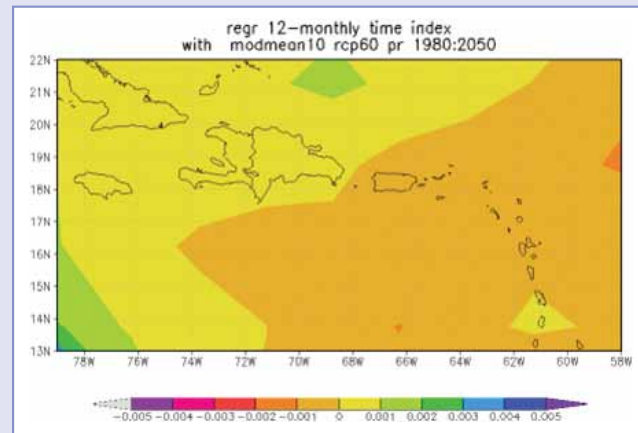 regr 12-monthly time index
with modmean10 rcp60 pr 1980:2050
22N
21N
20N
19N
18N
17N
16N
15N
14N
13N
78W 76W 74W 72W 70W 68W 66W 64W 62W 60W 58W
-0.005 -0.004 -0.003 -0.002 -0.001 0 0.001 0.002 0.003 0.004 0.005